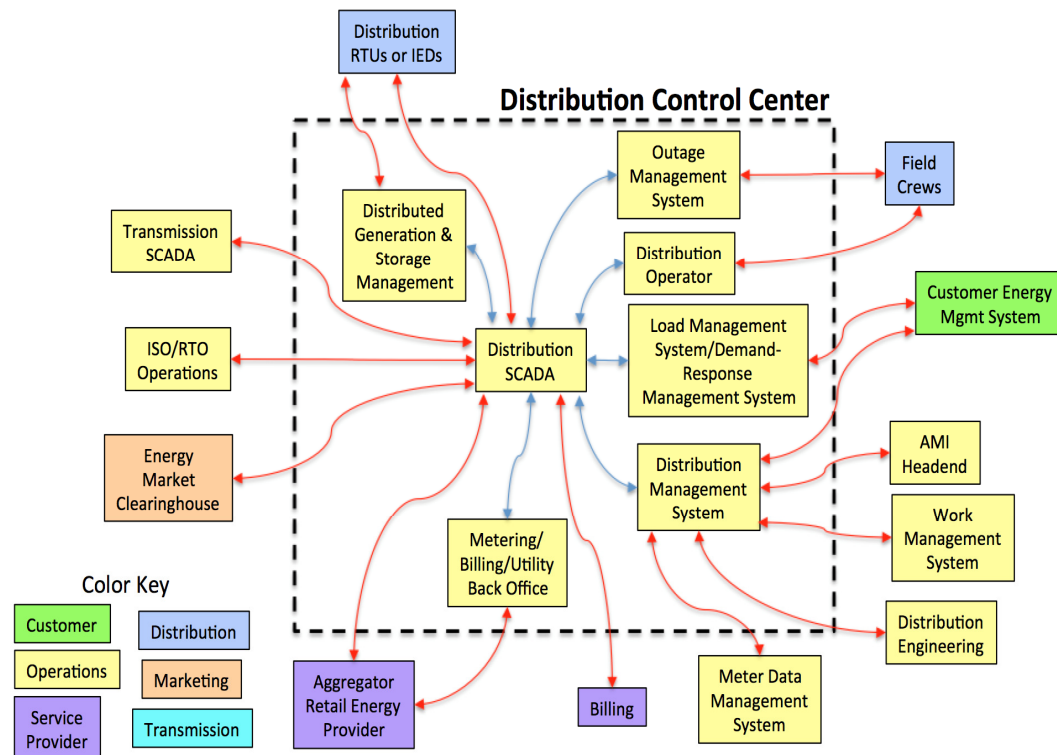 Distribution
RTUs or IEDs
Distribution Control Center
Outage
Management
System
Field
Crews
Distributed
Generation &
Storage
Management
Transmission
SCADA
Distribution
Operator
Customer Energy
Mgmt System
Load Management
System/Demand-
Response
Management System
ISO/RTO
Operations
Distribution
SCADA
Energy
Market
Clearinghouse
Distribution
Management
System
AMI
Headend
Work
Management
System
Metering/
Billing/Utility
Back Office
Distribution
Engineering
Color Key
Customer
Distribution
Operations
Marketing
Service
Provider
Transmission
Aggregator
Retail Energy
Provider
Billing
Meter Data
Management
System